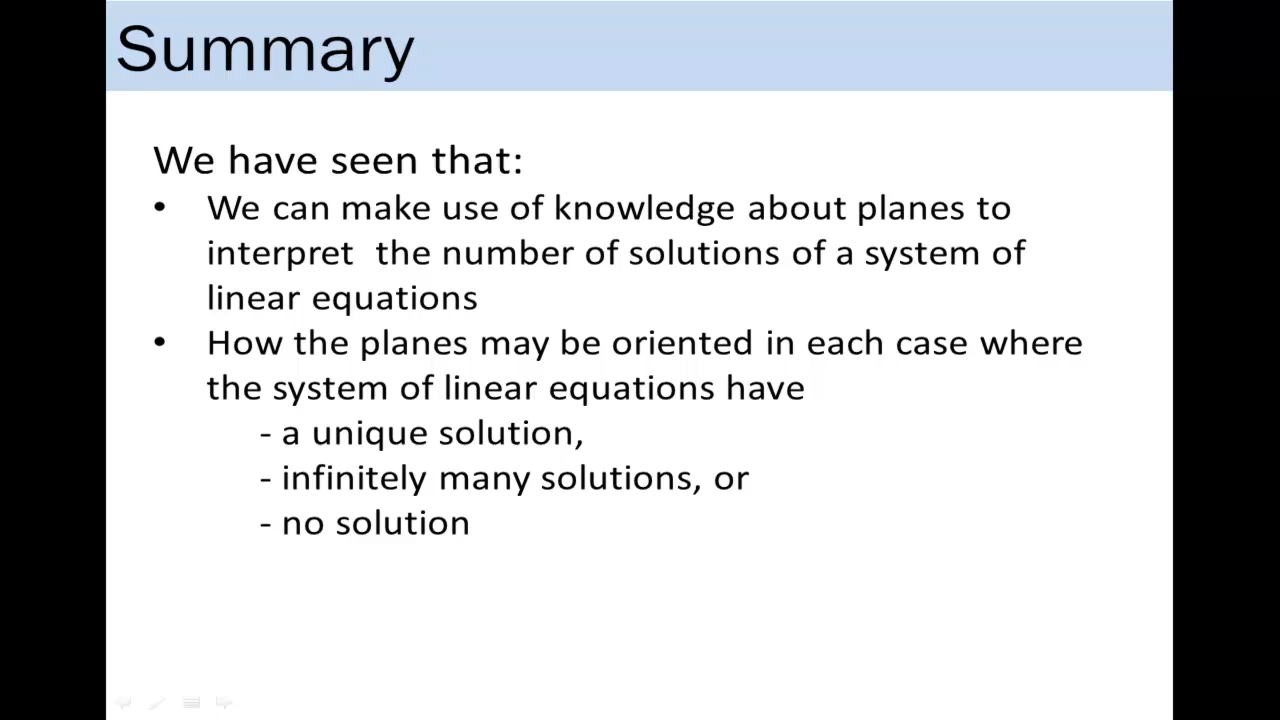 Summary
We have seen that:
• We can make use of knowledge about planes to
interpret  the number of solutions of a system of
linear equations
• How the planes may be oriented in each case where
the system of linear equations have
- a unique solution,
- infinitely many solutions, or
- no solution